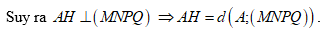 Suy ra AH ⊥(MNPQ) ⇒ AH = d(A;(MNPQ)).